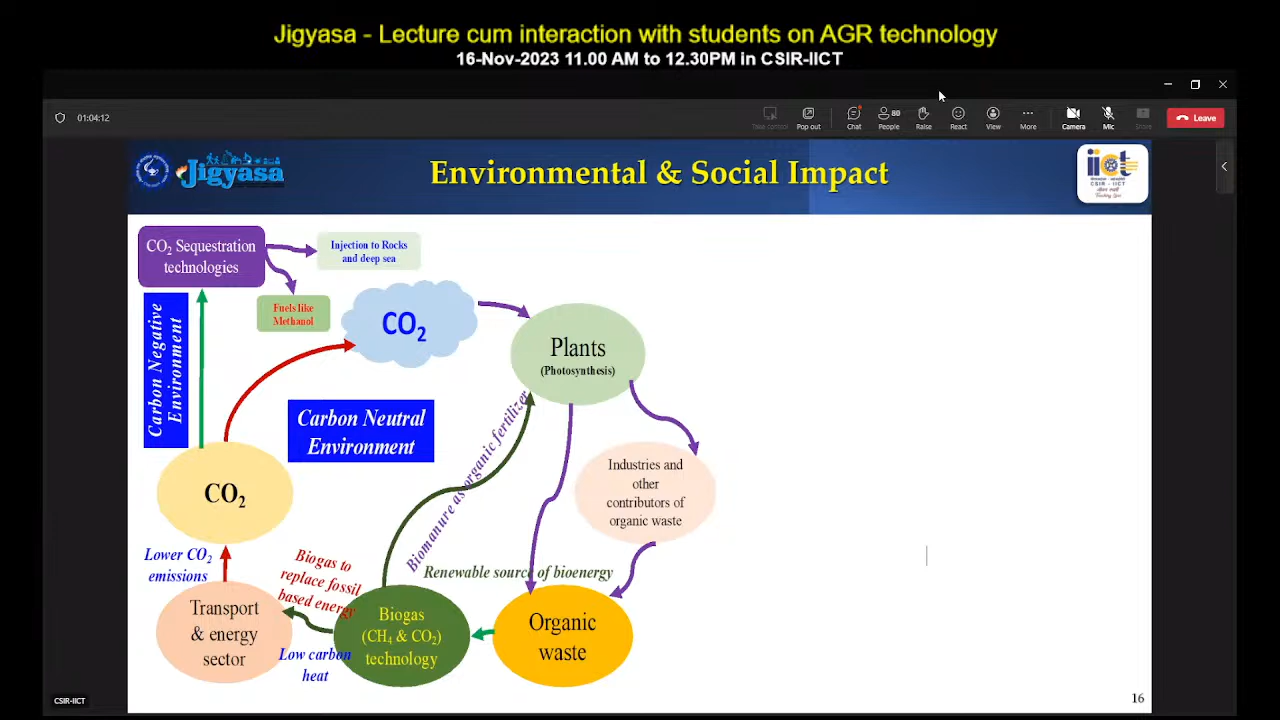 Jigyasa - Lecture cum interaction with students on AGR technology
16-Nov-2023 11.00 AM to 12.30PM in CSIR-IICT
01:04:12
Take control
Pop out
Chat
80
People
Raise
React
View
More
Camera
Mic
Share
Leave
Jigyasa
Environmental & Social Impact
iict
CSIR - IICT
CO2 Sequestration
technologies
Injection to Rocks
and deep sea
Fuels like
Methanol
CO2
Plants
(Photosynthesis)
Carbon Negative
Environment
Carbon Neutral
Environment
Biomanure as organic fertilizer
Industries and
other
contributors of
organic waste
CO2
Lower CO2
emissions
Biogas to
replace fossil
based energy
Renewable source of bioenergy
Transport
& energy
sector
Biogas
(CH4 & CO2)
technology
Organic
waste
Low carbon
heat
CSIR-IICT
16